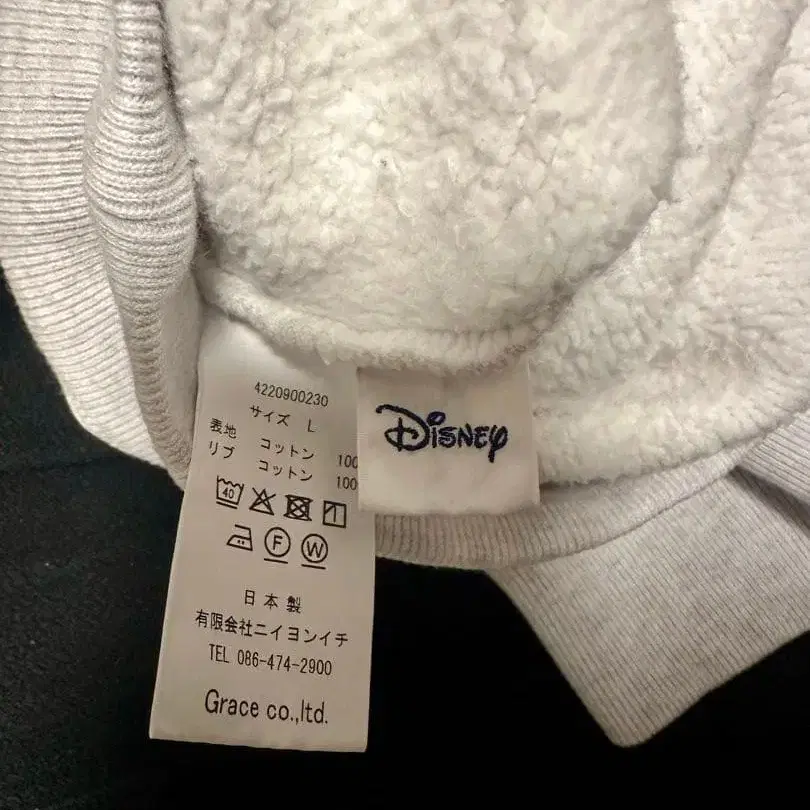 4220900230
サイズ L
表地 コットン 100
リブ コットン 100
40
F W
日本製
有限会社ニイヨンイチ
TEL 086-474-2900
Grace co.,ltd.
Disney